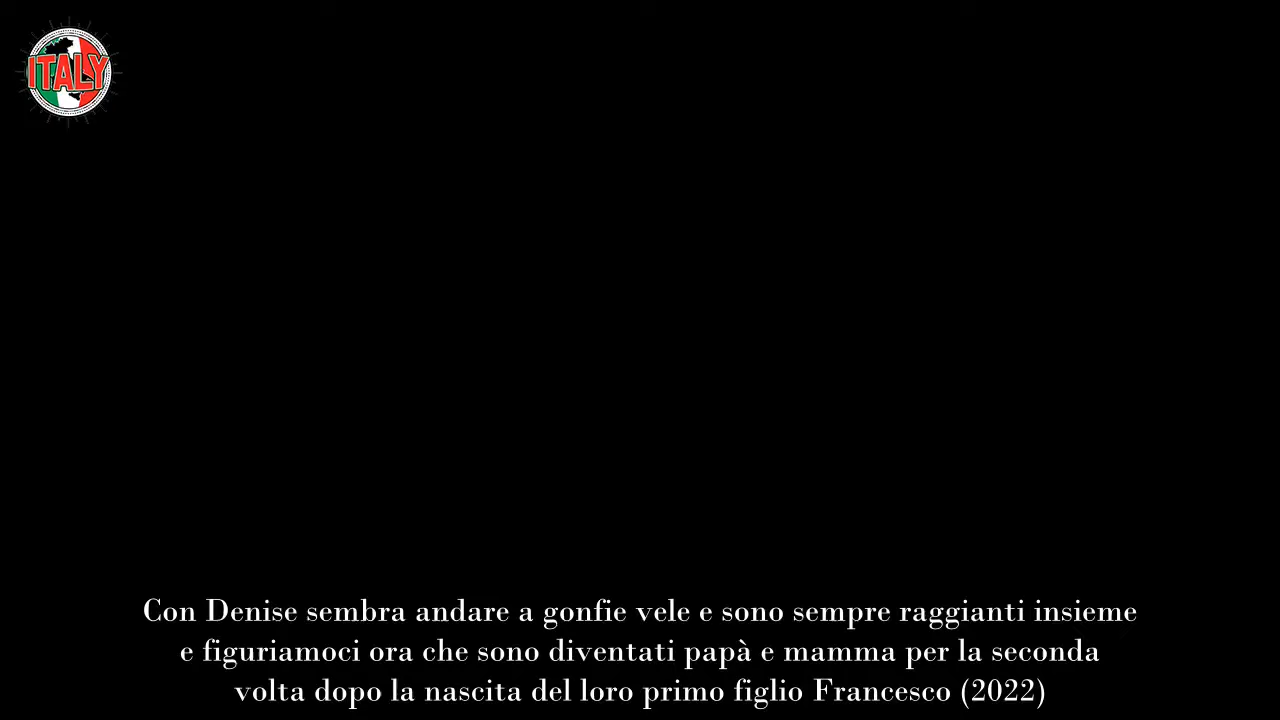 ITALY
Con Denise sembra andare a gonfie vele e sono sempre raggianti insieme
e figuriamoci ora che sono diventati papà e mamma per la seconda
volta dopo la nascita del loro primo figlio Francesco (2022)